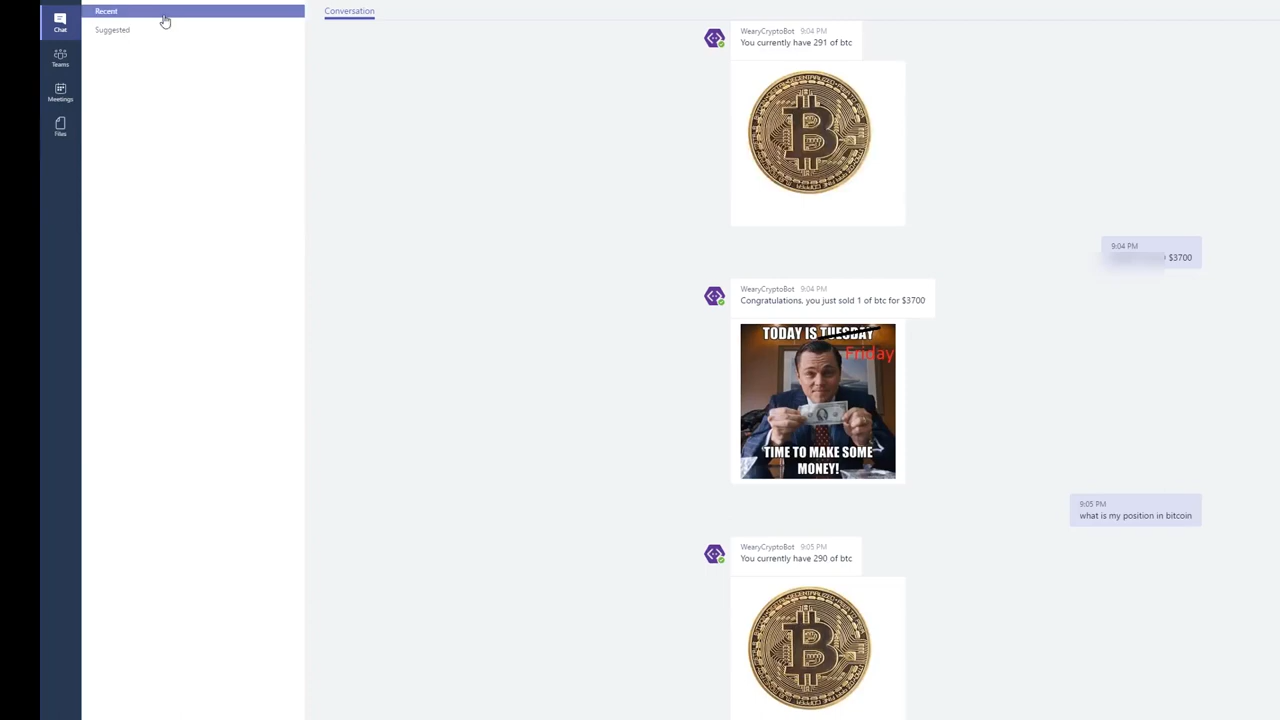 Recent
Suggested
Chat
Teams
Meetings
Files
Conversation
WearyCryptoBot 9:04 PM
You currently have 291 of btc
9:04 PM
$3700
WearyCryptoBot 9:04 PM
Congratulations, you just sold 1 of btc for $3700
TODAY IS TUESDAY
Friday
TIME TO MAKE SOME
MONEY!
9:05 PM
what is my position in bitcoin
WearyCryptoBot 9:05 PM
You currently have 290 of btc